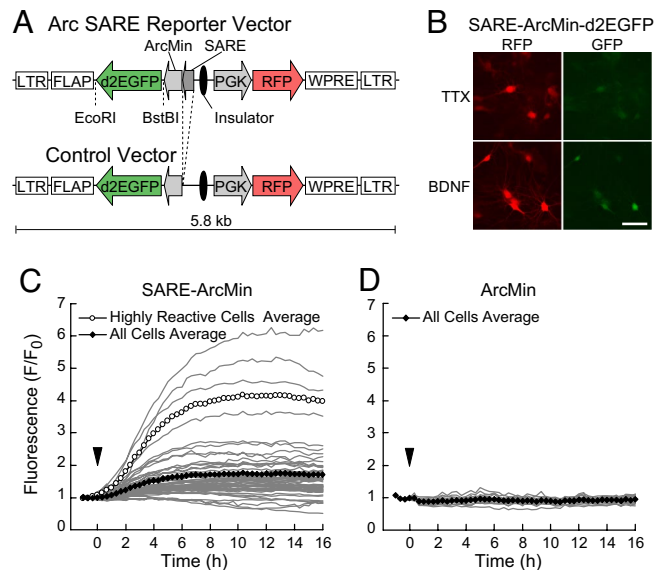 A
Arc SARE Reporter Vector
ArcMin SARE
LTR FLAP d2EGFP PGK RFP WPRE LTR
EcoRI BstBI Insulator
Control Vector
LTR FLAP d2EGFP PGK RFP WPRE LTR
5.8 kb
B
SARE-ArcMin-d2EGFP
RFP GFP
TTX
BDNF
C
SARE-ArcMin
Highly Reactive Cells Average
All Cells Average
Fluorescence (F/F0)
7
6
5
4
3
2
1
0
0 2 4 6 8 10 12 14 16
Time (h)
D
ArcMin
All Cells Average
7
6
5
4
3
2
1
0
0 2 4 6 8 10 12 14 16
Time (h)